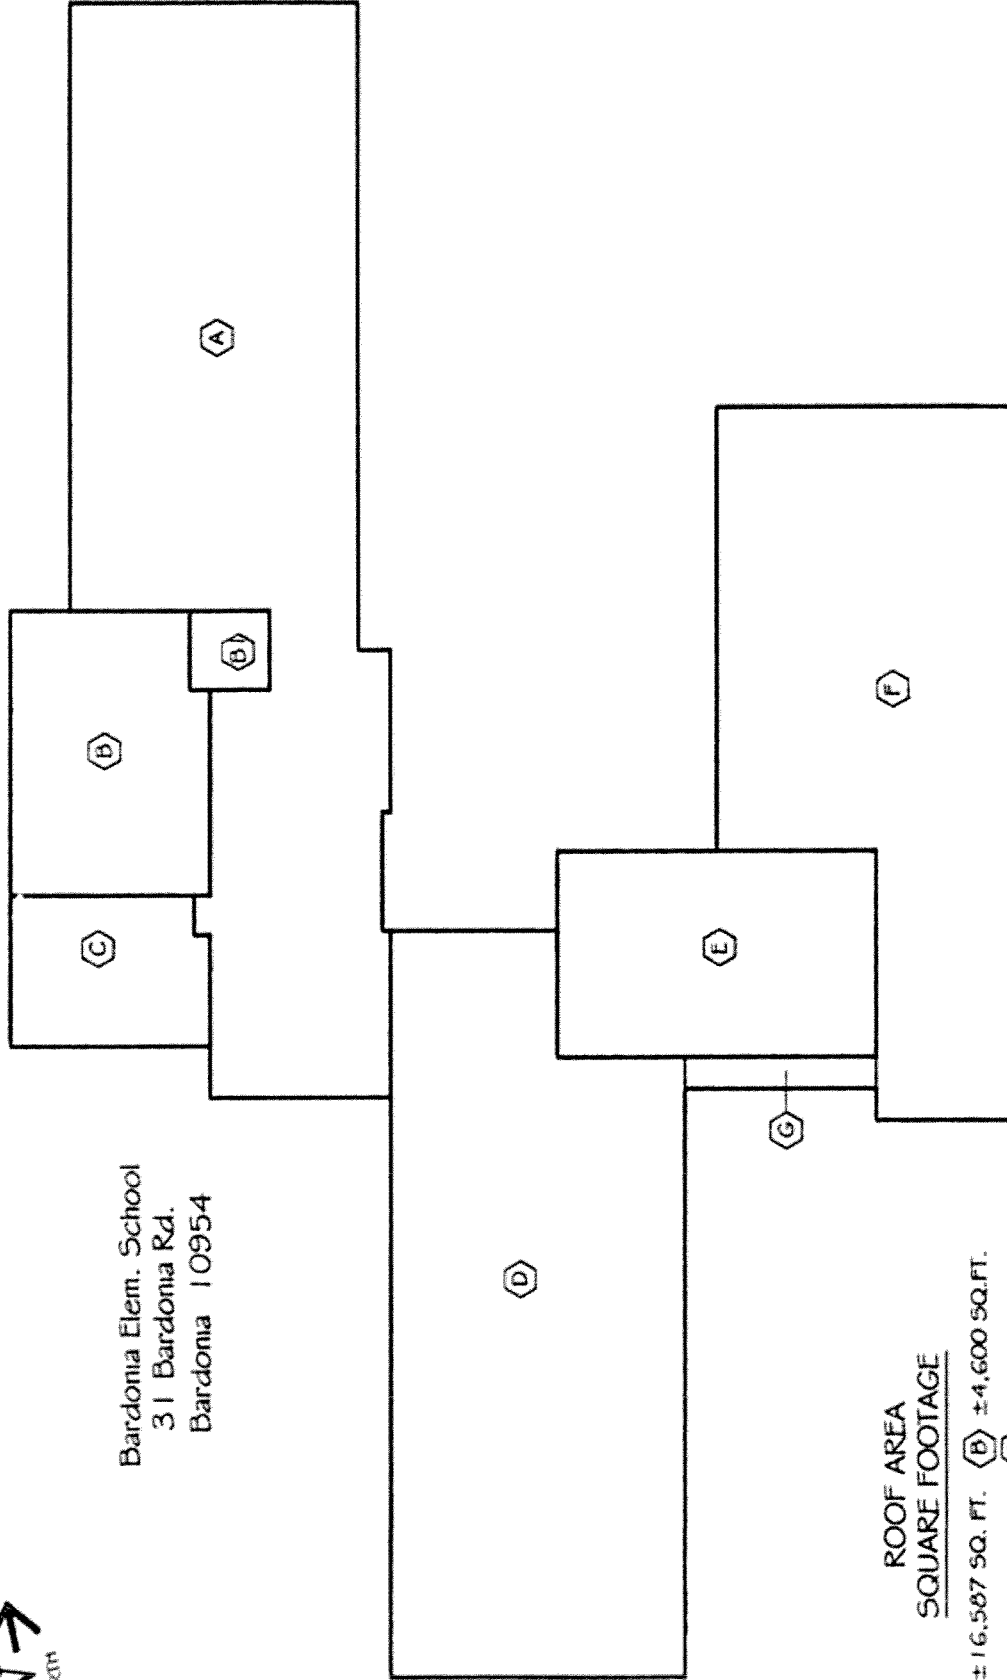 Bardonia Elem. School
31 Bardonia Rd.
Bardonia 10954
A
B
B1
C
D
E
F
G
ROOF AREA
SQUARE FOOTAGE
±16,587 SQ. FT. B ±4,600 SQ.FT.